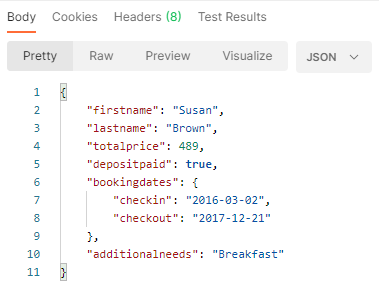 Body Cookies Headers (8) Test Results
Pretty Raw Preview Visualize JSON
1 {
2 "firstname": "Susan",
3 "lastname": "Brown",
4 "totalprice": 489,
5 "depositpaid": true,
6 "bookingdates": {
7 "checkin": "2016-03-02",
8 "checkout": "2017-12-21"
9 },
10 "additionalneeds": "Breakfast"
11 }